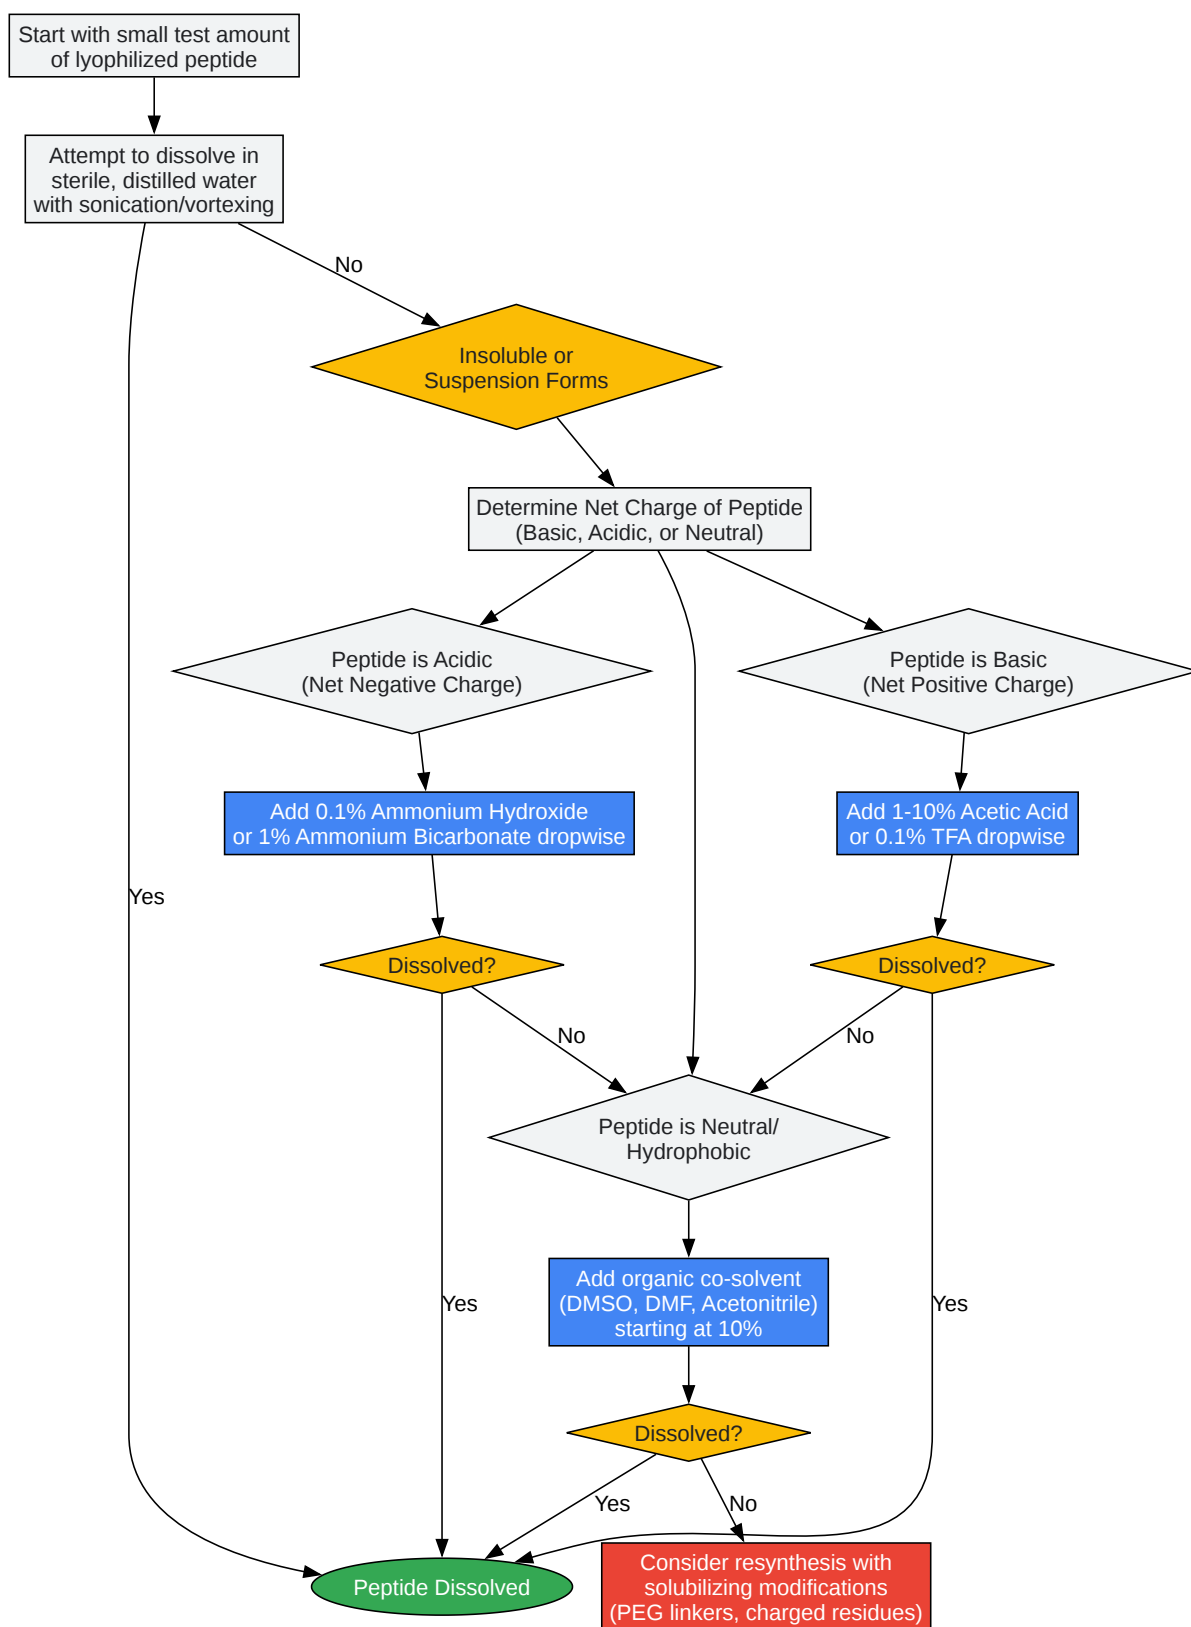 Start with small test amount
of lyophilized peptide
Attempt to dissolve in
sterile, distilled water
with sonication/vortexing
No
Insoluble or
Suspension Forms
Determine Net Charge of Peptide
(Basic, Acidic, or Neutral)
Peptide is Acidic
(Net Negative Charge)
Peptide is Basic
(Net Positive Charge)
Add 0.1% Ammonium Hydroxide
or 1% Ammonium Bicarbonate dropwise
Add 1-10% Acetic Acid
or 0.1% TFA dropwise
Yes
Dissolved?
Dissolved?
No
No
Peptide is Neutral/
Hydrophobic
Add organic co-solvent
(DMSO, DMF, Acetonitrile)
starting at 10%
Yes
Yes
Dissolved?
Yes
No
Peptide Dissolved
Consider resynthesis with
solubilizing modifications
(PEG linkers, charged residues)